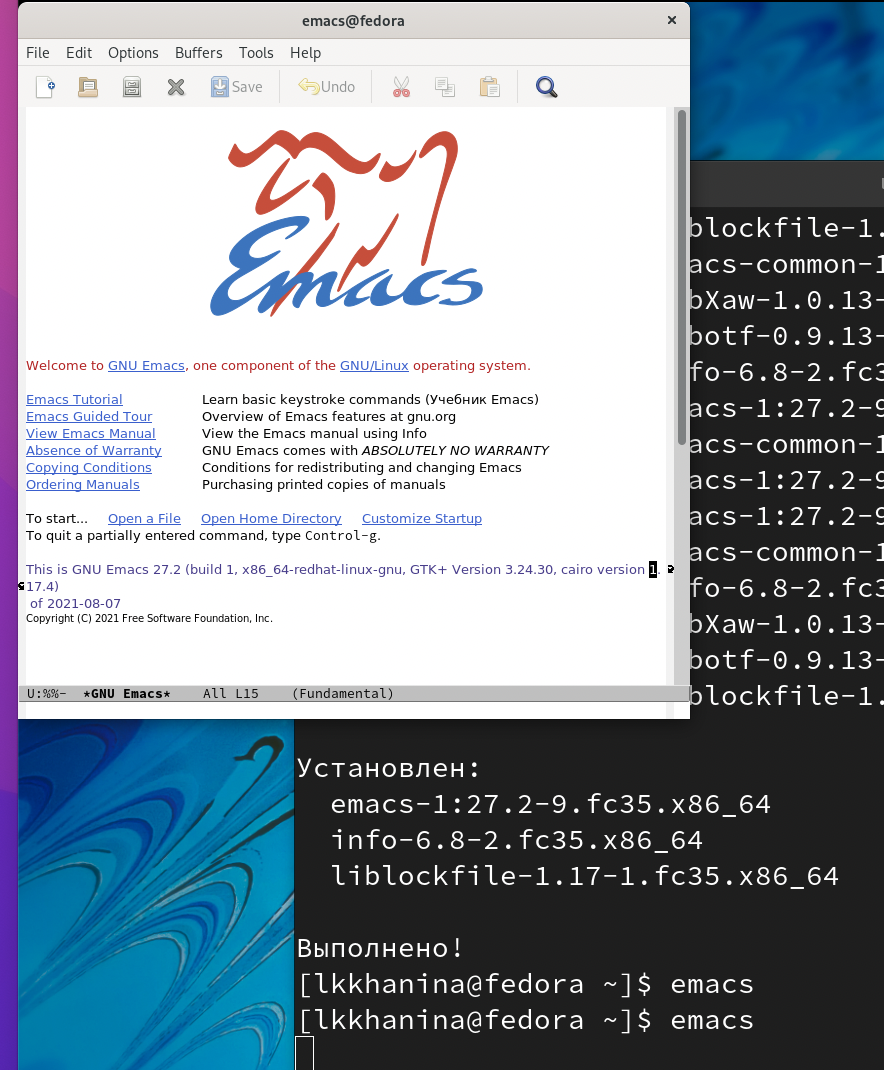 emacs@fedora
File Edit Options Buffers Tools Help
Save Undo
Emacs
Welcome to GNU Emacs, one component of the GNU/Linux operating system.
Emacs Tutorial Learn basic keystroke commands (Учебник Emacs)
Emacs Guided Tour Overview of Emacs features at gnu.org
View Emacs Manual View the Emacs manual using Info
Absence of Warranty GNU Emacs comes with ABSOLUTELY NO WARRANTY
Copying Conditions Conditions for redistributing and changing Emacs
Ordering Manuals Purchasing printed copies of manuals
To start... Open a File Open Home Directory Customize Startup
To quit a partially entered command, type Control-g.
This is GNU Emacs 27.2 (build 1, x86_64-redhat-linux-gnu, GTK+ Version 3.24.30, cairo version 1.
17.4)
of 2021-08-07
Copyright (C) 2021 Free Software Foundation, Inc.
U:%%- *GNU Emacs* All L15 (Fundamental)
blockfile-1.
acs-common-1
bXaw-1.0.13-
botf-0.9.13-
fo-6.8-2.fc3
acs-1:27.2-9
acs-common-1
acs-1:27.2-9
acs-1:27.2-9
acs-common-1
fo-6.8-2.fc3
bXaw-1.0.13-
botf-0.9.13-
blockfile-1.
Установлен:
emacs-1:27.2-9.fc35.x86_64
info-6.8-2.fc35.x86_64
liblockfile-1.17-1.fc35.x86_64
Выполнено!
[lkkhanina@fedora ~]$ emacs
[lkkhanina@fedora ~]$ emacs